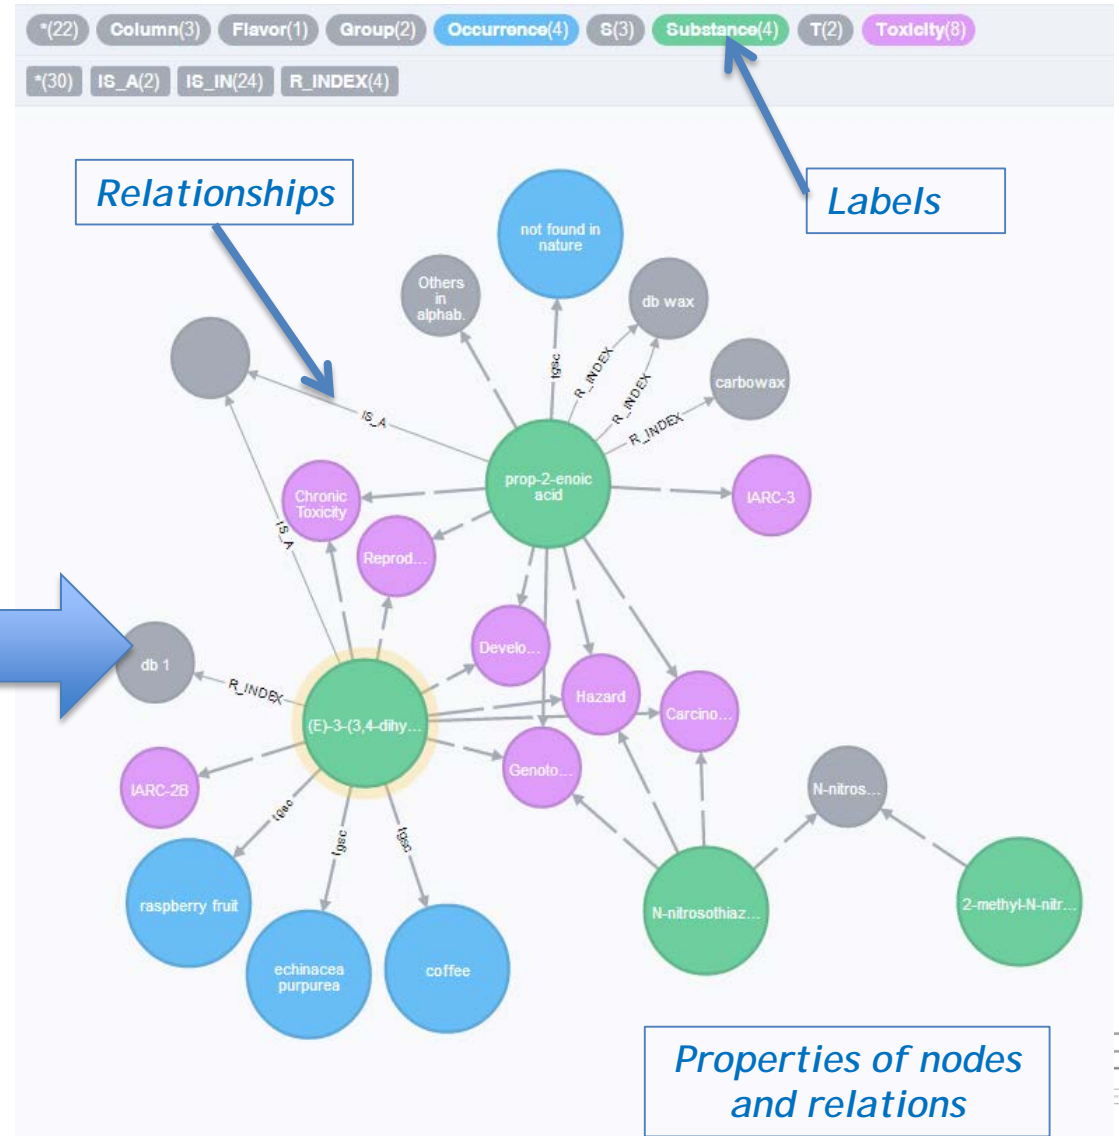 *(22) Column(3) Flavor(1) Group(2) Occurrence(4) S(3) Substance(4) T(2) Toxicity(8)
*(30) IS_A(2) IS_IN(24) R_INDEX(4)
Relationships
Labels
not found in
nature
Others
in
alphab.
db wax
tgsc
R_INDEX
R_INDEX
carbowax
IS_A
R_INDEX
prop-2-enoic
acid
Chronic
Toxicity
IARC-3
IS_A
Reprod...
Develo...
db 1
R_INDEX
Hazard
Carcino...
(E)-3-(3,4-dihy...
Genoto...
IARC-2B
N-nitros...
tgsc
tgsc
tgsc
raspberry fruit
N-nitrosothiaz...
2-methyl-N-nitr...
echinacea
purpurea
coffee
Properties of nodes
and relations